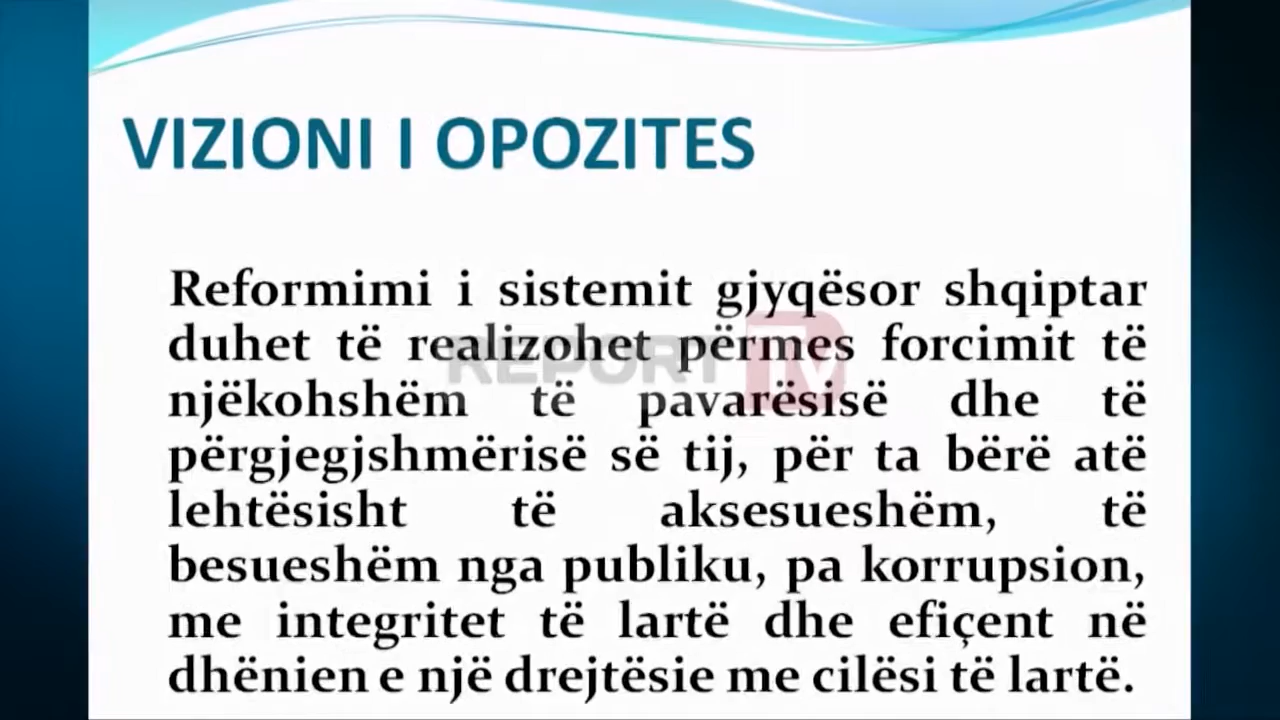 VIZIONI I OPOZITES
Reformimi i sistemit gjyqësor shqiptar
duhet të realizohet përmes forcimit të
njëkohshëm të pavarësisë dhe të
përgjegjshmërisë së tij, për ta bërë atë
lehtësisht të aksesueshëm, të
besueshëm nga publiku, pa korrupsion,
me integritet të lartë dhe efiçent në
dhënien e një drejtësie me cilësi të lartë.
REPORT TV